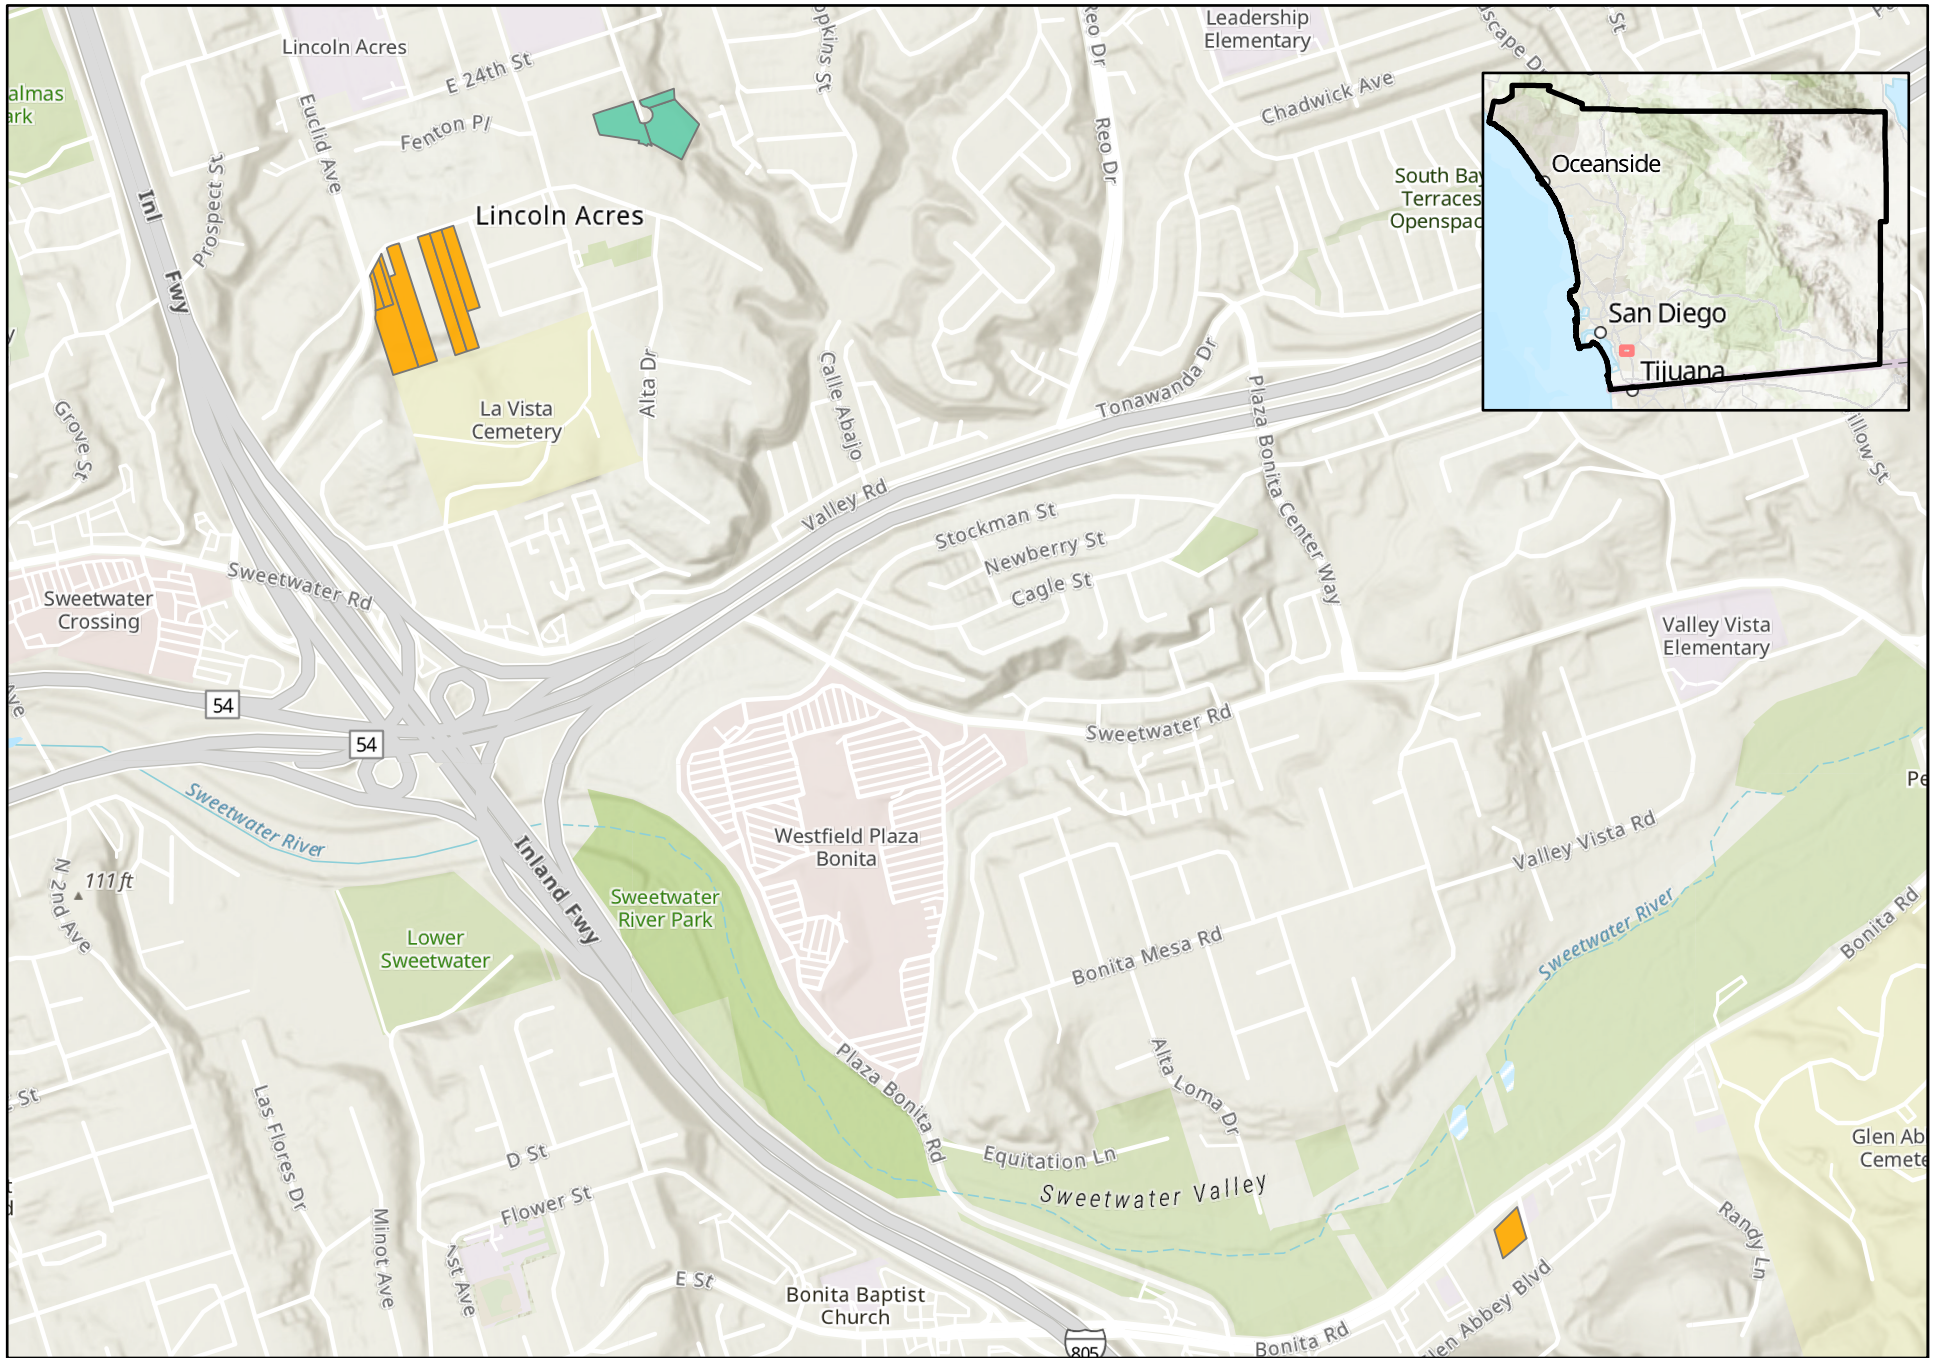 Lincoln Acres
E 24th St
Leadership
Elementary
Reo Dr
Chadwick Ave
Euclid Ave
Fenton Pl
Reo Dr
Prospect St
Inl
Fwy
Lincoln Acres
South Bay
Terraces
Oceanside
San Diego
Tijuana
Grove St
La Vista
Cemetery
Alta Dr
Calle Abajo
Tonawanda Dr
Plaza Bonita Center Way
Valley Rd
Stockman St
Newberry St
Cagle St
Sweetwater Rd
Sweetwater
Crossing
Valley Vista
Elementary
54
54
Sweetwater Rd
Sweetwater River
Westfield Plaza
Bonita
Inland Fwy
Valley Vista Rd
N 2nd Ave
111 ft
Sweetwater
River Park
Lower
Sweetwater
Bonita Mesa Rd
Sweetwater River
Bonita Rd
Plaza Bonita Rd
Alta Loma Dr
Las Flores Dr
D St
Equitation Ln
Sweetwater Valley
Flower St
Minot Ave
1st Ave
E St
Bonita Baptist
Church
Randy Ln
Glen Ab
Cemete
Bonita Rd
len Abbey Blvd
805